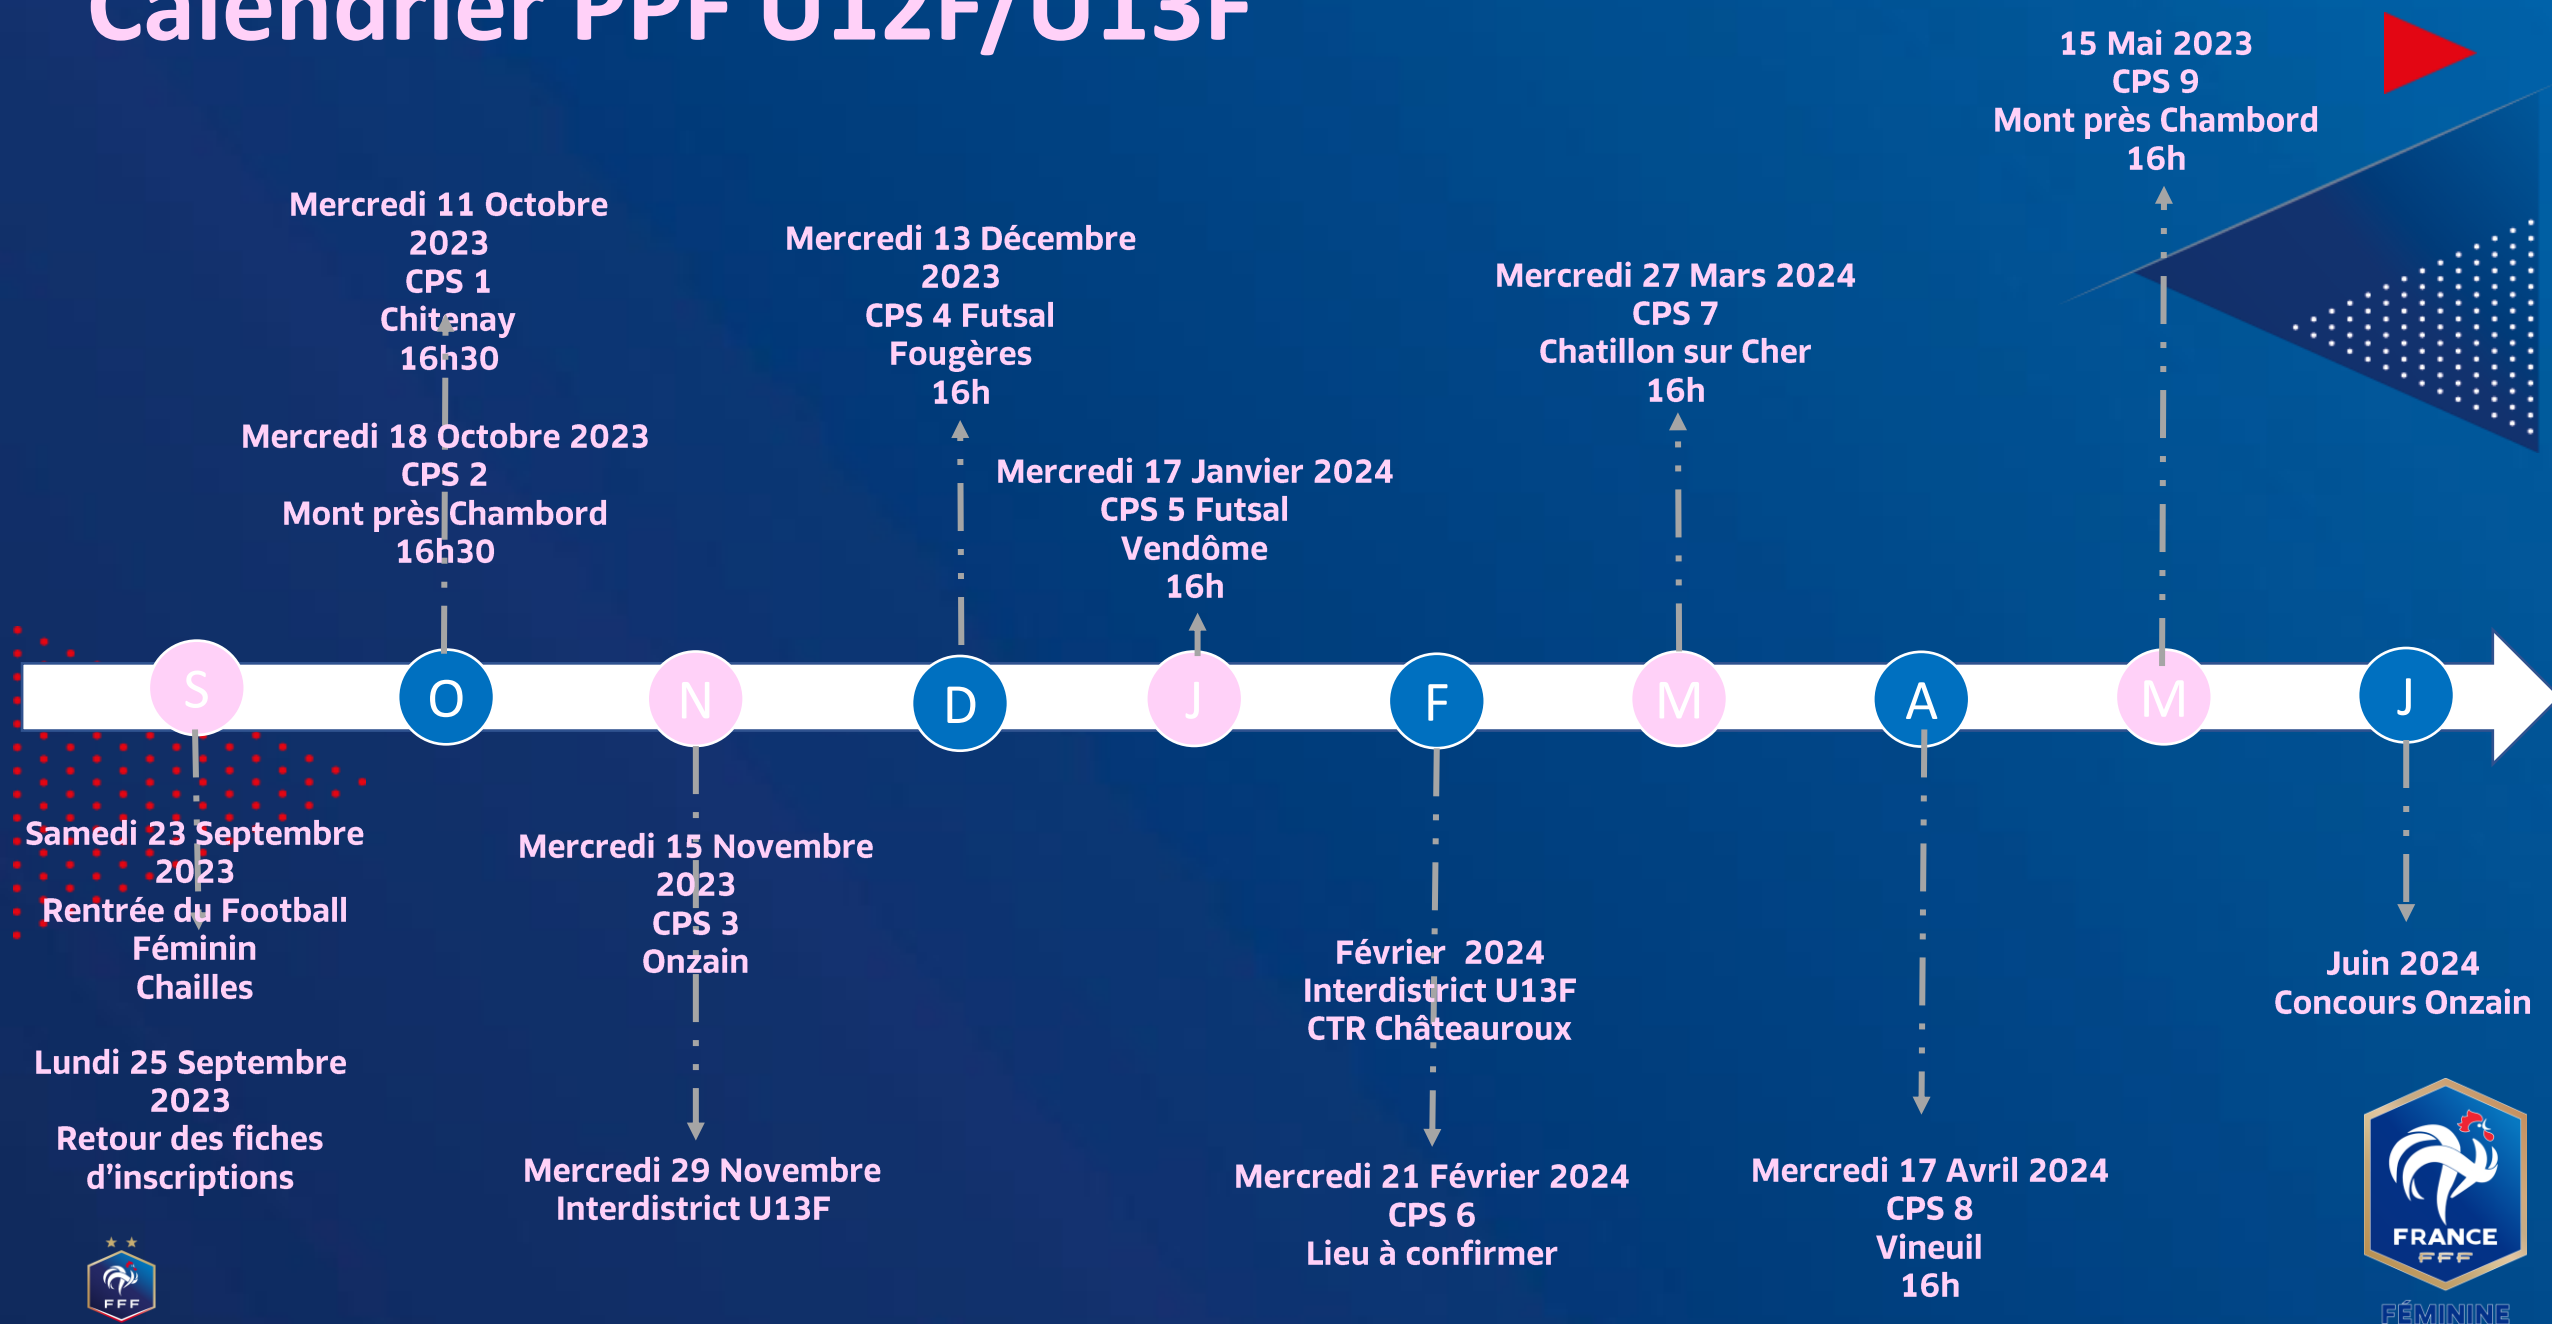 Calendrier PPF U12F/U13F
15 Mai 2023
CPS 9
Mont près Chambord
16h
Mercredi 11 Octobre
2023
CPS 1
Chitenay
16h30
Mercredi 13 Décembre
2023
CPS 4 Futsal
Fougères
16h
Mercredi 27 Mars 2024
CPS 7
Chatillon sur Cher
16h
Mercredi 18 Octobre 2023
CPS 2
Mont près Chambord
16h30
Mercredi 17 Janvier 2024
CPS 5 Futsal
Vendôme
16h
S
O
N
D
J
F
M
A
M
J
Samedi 23 Septembre
2023
Rentrée du Football
Féminin
Chailles
Lundi 25 Septembre
2023
Retour des fiches
d'inscriptions
Mercredi 15 Novembre
2023
CPS 3
Onzain
Mercredi 29 Novembre
Interdistrict U13F
Février  2024
Interdistrict U13F
CTR Châteauroux
Mercredi 21 Février 2024
CPS 6
Lieu à confirmer
Mercredi 17 Avril 2024
CPS 8
Vineuil
16h
Juin 2024
Concours Onzain
FFF
FRANCE
FFF
FÉMININE